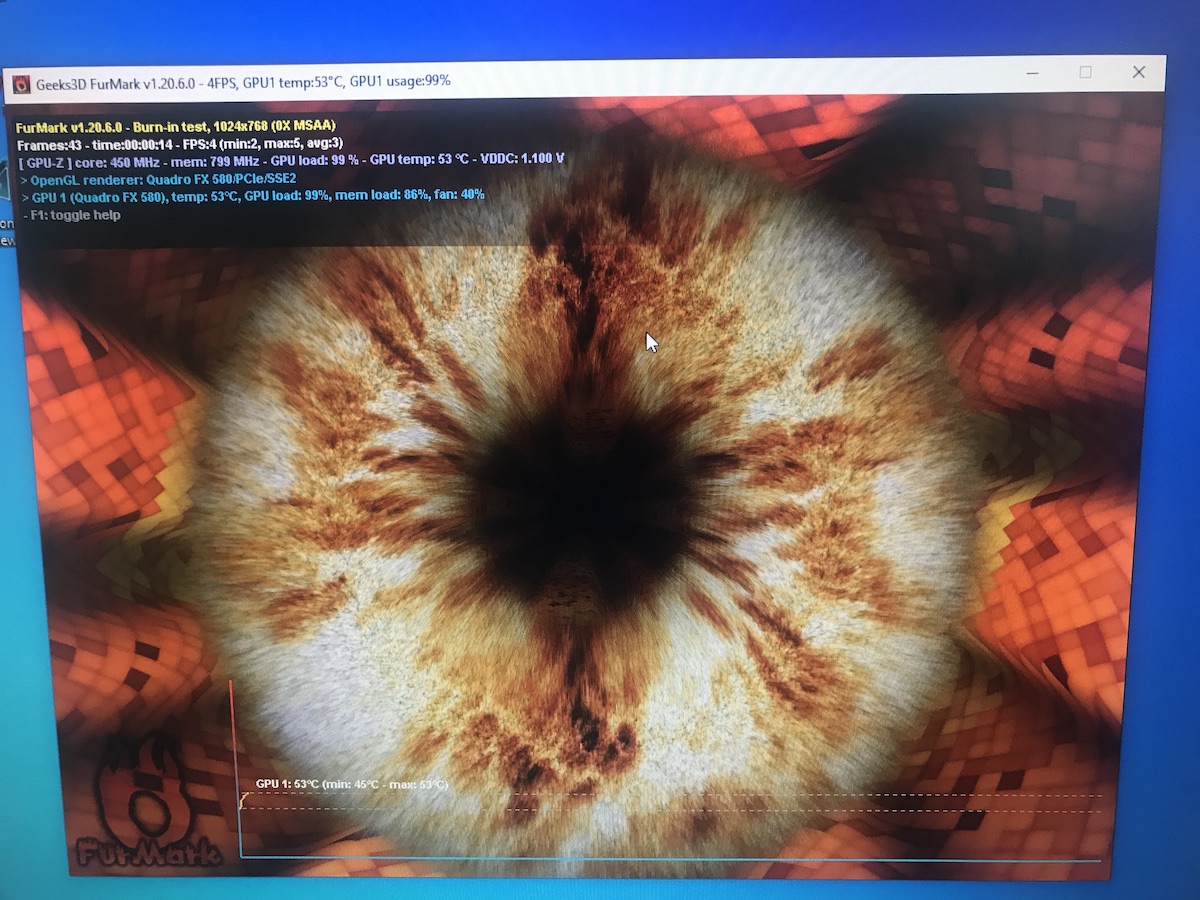 Geeks3D FurMark v1.20.6.0 - 4FPS, GPU1 temp:53°C, GPU1 usage:99%
FurMark v1.20.6.0 - Burn-in test, 1024x768 (0X MSAA)
Frames:43 - time:00:00:14 - FPS:4 (min:2, max:5, avg:3)
[ GPU-Z ] core: 450 MHz - mem: 799 MHz - GPU load: 99 % - GPU temp: 53 °C - VDDC: 1.100 V
> OpenGL renderer: Quadro FX 580/PCIe/SSE2
> GPU 1 (Quadro FX 580), temp: 53°C, GPU load: 99%, mem load: 86%, fan: 40%
- F1: toggle help
GPU 1: 53°C (min: 45°C - max: 53°C)
FurMark